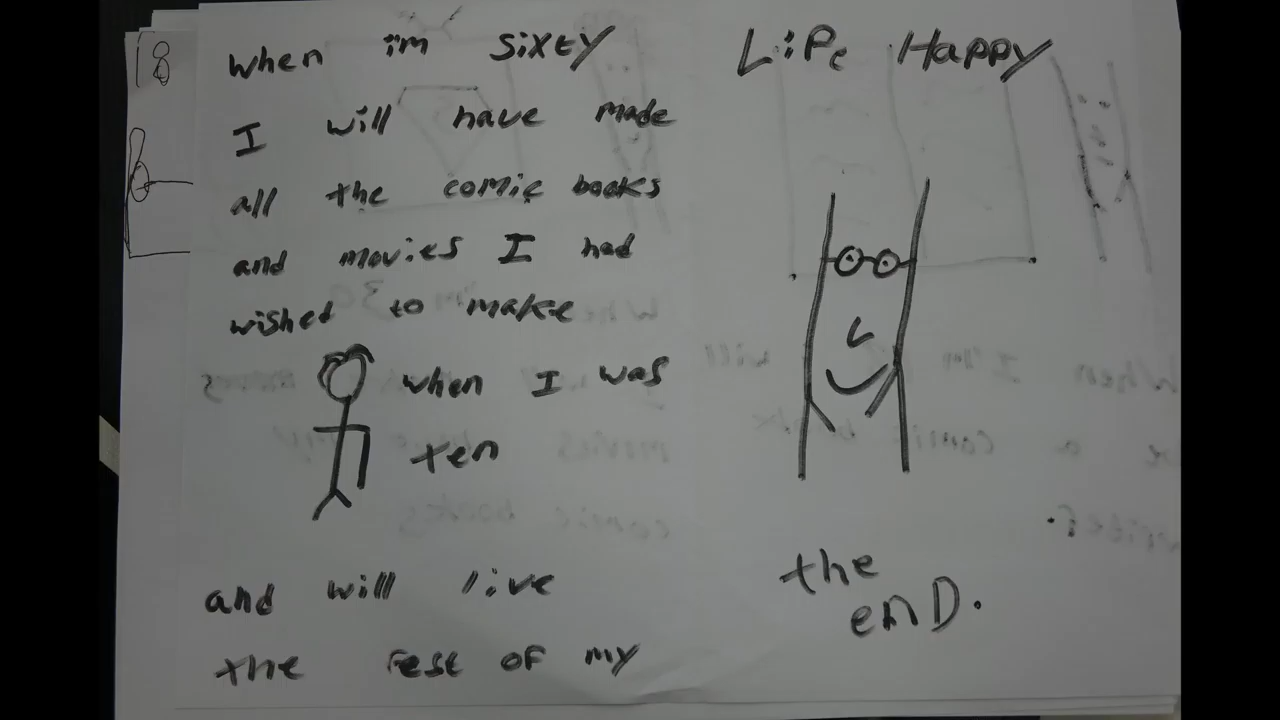 18
when im sixty
I will have made
all the comic books
and movies I had
wished to make
when I was
ten
and will live
the rest of my
LiFe Happy
the
enD.